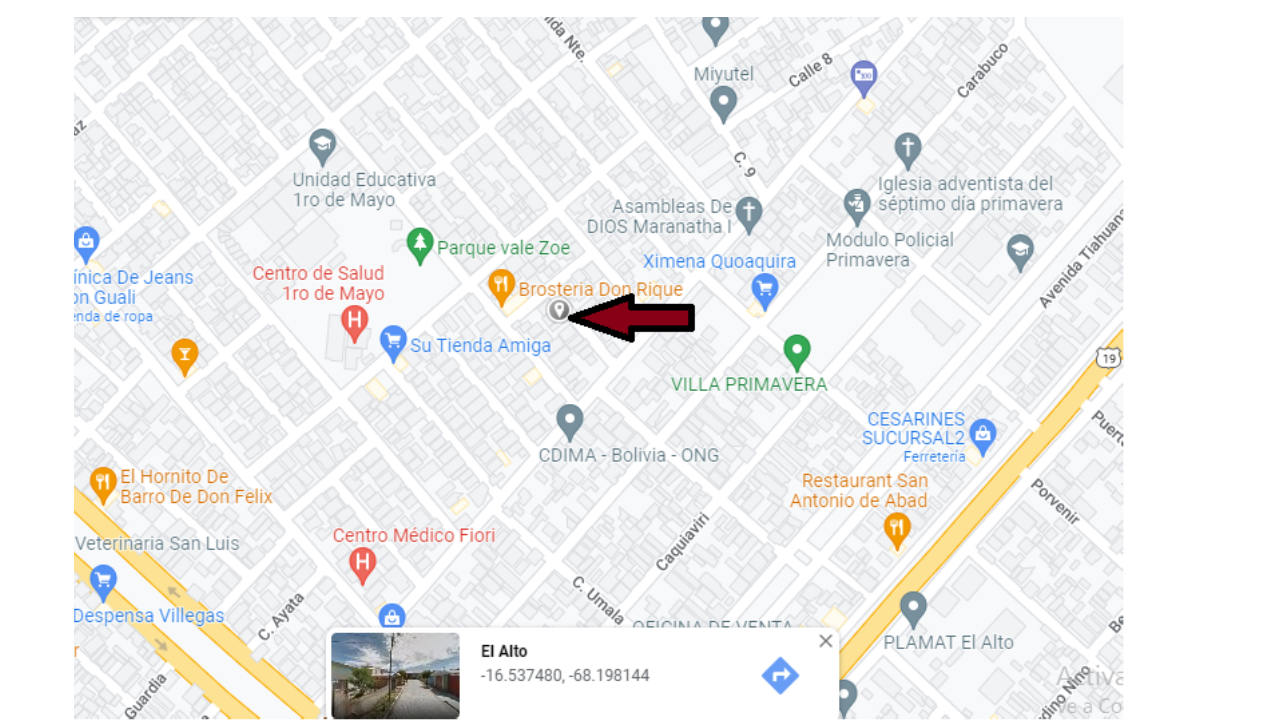 ida Nte.
Miyutel
Calle 8
Carabuco
az
C. 9
Unidad Educativa
1ro de Mayo
Iglesia adventista del
séptimo día primavera
Asambleas De
DIOS Maranatha I
Parque vale Zoe
Modulo Policial
Primavera
Avenida Tiahuana
ínica De Jeans
on Guali
enda de ropa
Centro de Salud
1ro de Mayo
Ximena Quoaquira
Brosteria Don Rique
Su Tienda Amiga
19
VILLA PRIMAVERA
CESARINES
SUCURSAL2
Ferretería
Puert
CDIMA - Bolivia - ONG
El Hornito De
Barro De Don Felix
Restaurant San
Antonio de Abad
Porvenir
Caquiaviri
Centro Médico Fiori
Veterinaria San Luis
C. Umala
Despensa Villegas
C. Avata
OFICINA DE VENTA
PLAMAT El Alto
Be
El Alto
-16.537480, -68.198144
Guardia
dino Nino
Activa
Ve a Co